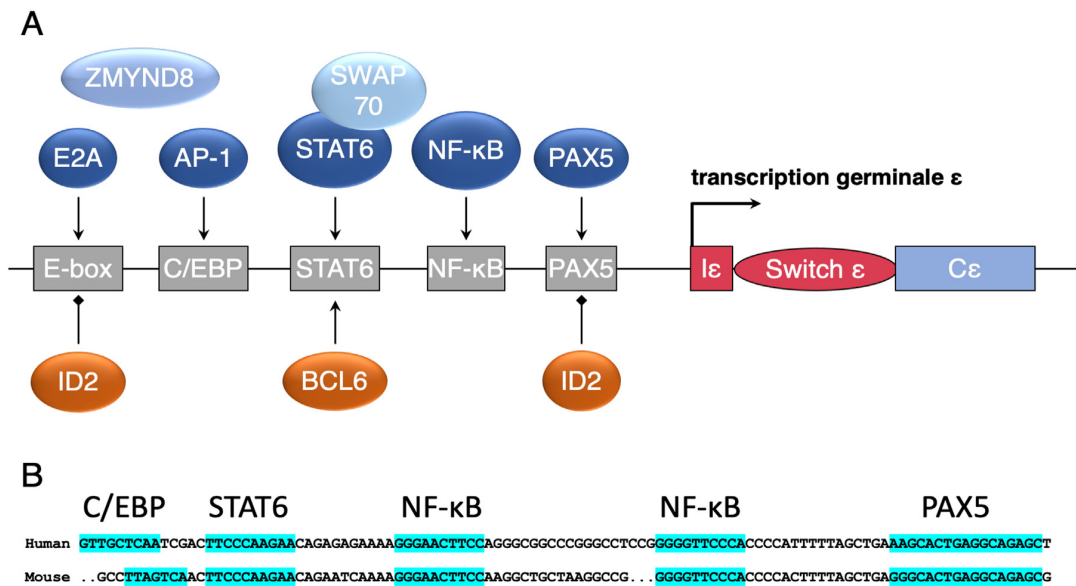 A
ZMYND8
SWAP
70
E2A
AP-1
STAT6
NF-κB
PAX5
transcription germinale ε
E-box
C/EBP
STAT6
NF-κB
PAX5
Iε
Switch ε
Cε
ID2
BCL6
ID2
B
C/EBP STAT6 NF-κB NF-κB PAX5
Human GTTGCTCAATCGACTTCCCAAGAACAGAGAGAAAAGGGAACTTCCAGGGCGGCCCGGGCCTCCGGGGGTTCCCACCCCATTTTTAGCTGAAAGCACTGAGGCAGAGCT
Mouse ..GCCTTAGTCAACTTCCCAAGAACAGAATCAAAAGGGAACTTCCAAGGCTGCTAAGGCCG...GGGGTTCCCACCCCACTTTTAGCTGAGGGCACTGAGGCAGAGCG